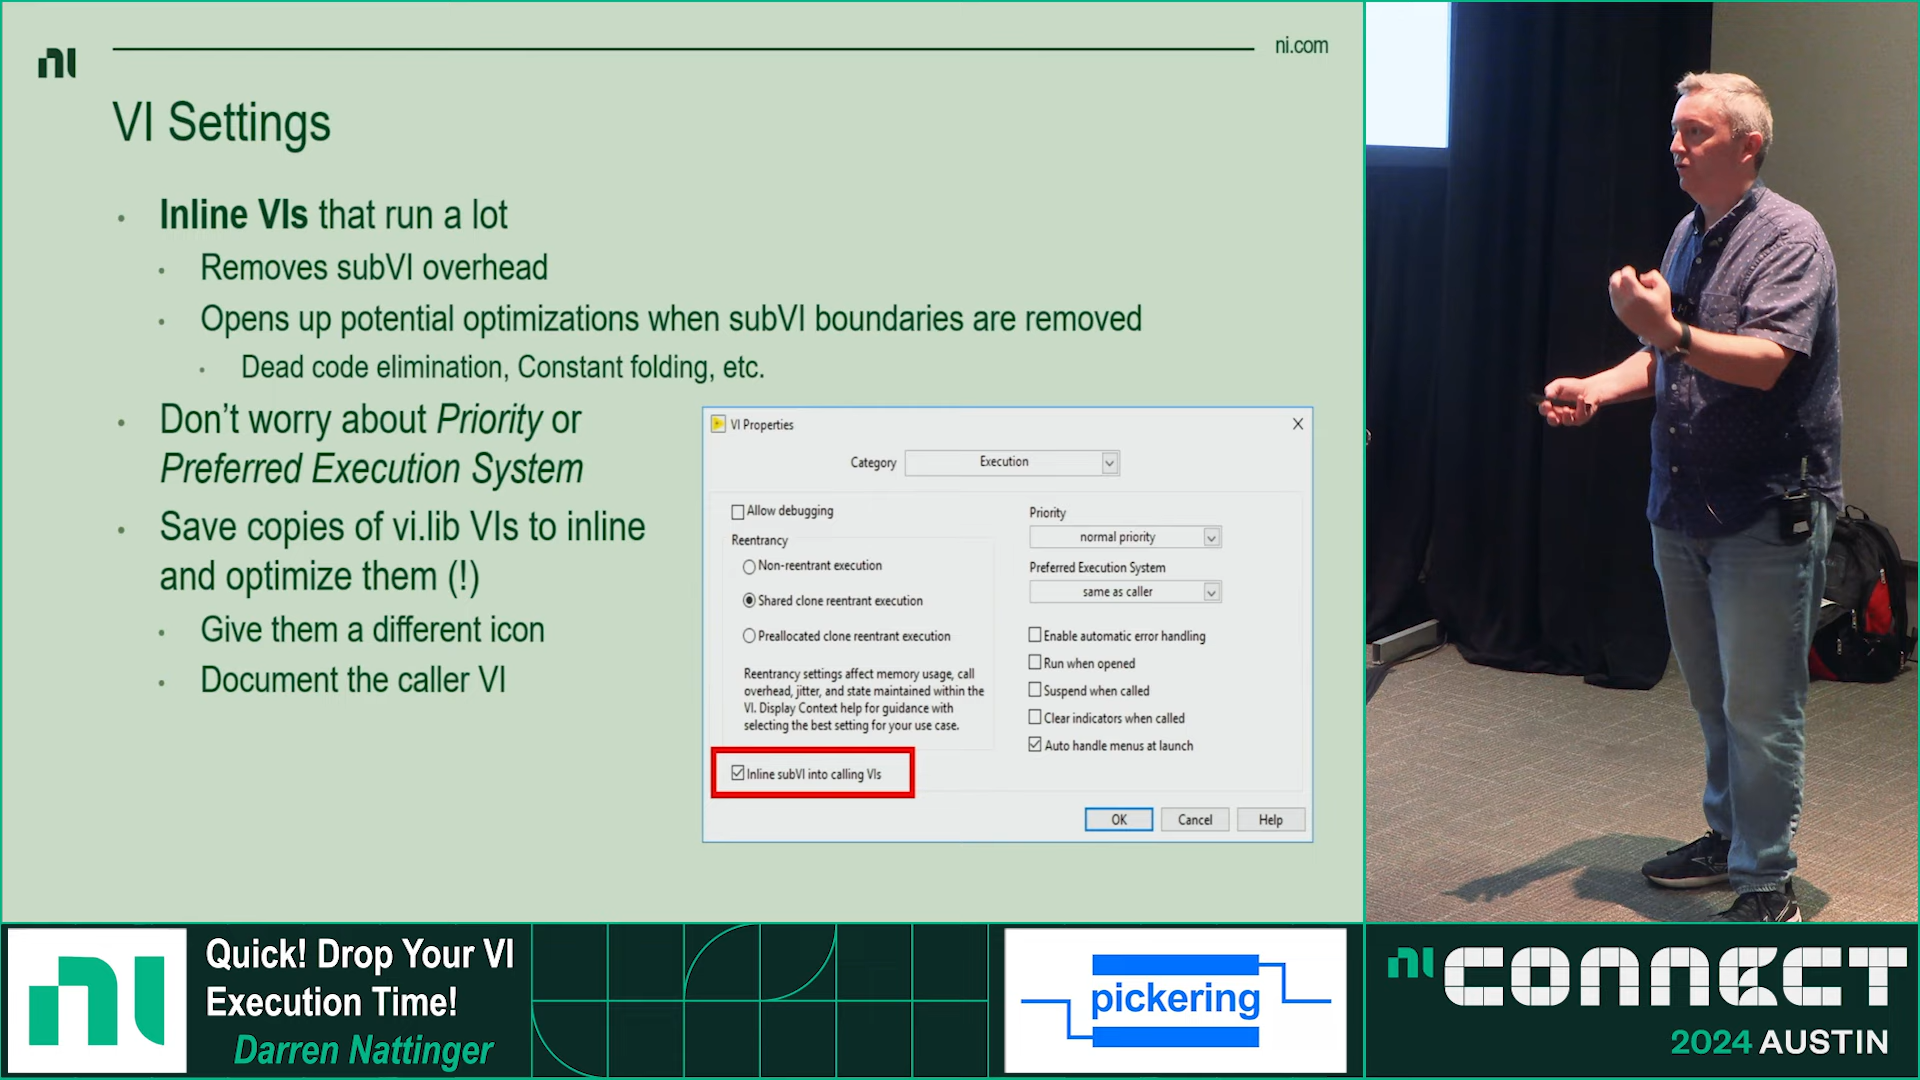 ni
ni.com
VI Settings
Inline VIs that run a lot
Removes subVI overhead
Opens up potential optimizations when subVI boundaries are removed
Dead code elimination, Constant folding, etc.
Don't worry about Priority or
Preferred Execution System
Save copies of vi.lib VIs to inline
and optimize them (!)
Give them a different icon
Document the caller VI
VI Properties
Category
Execution
Allow debugging
Reentrancy
Non-reentrant execution
Shared clone reentrant execution
Preallocated clone reentrant execution
Reentrancy settings affect memory usage, call
overhead, jitter, and state maintained within the
VI. Display Context help for guidance with
selecting the best setting for your use case.
Inline subVI into calling VIs
Priority
normal priority
Preferred Execution System
same as caller
Enable automatic error handling
Run when opened
Suspend when called
Clear indicators when called
Auto handle menus at launch
OK
Cancel
Help
ni
Quick! Drop Your VI
Execution Time!
Darren Nattinger
pickering
ni CONNECT
2024 AUSTIN